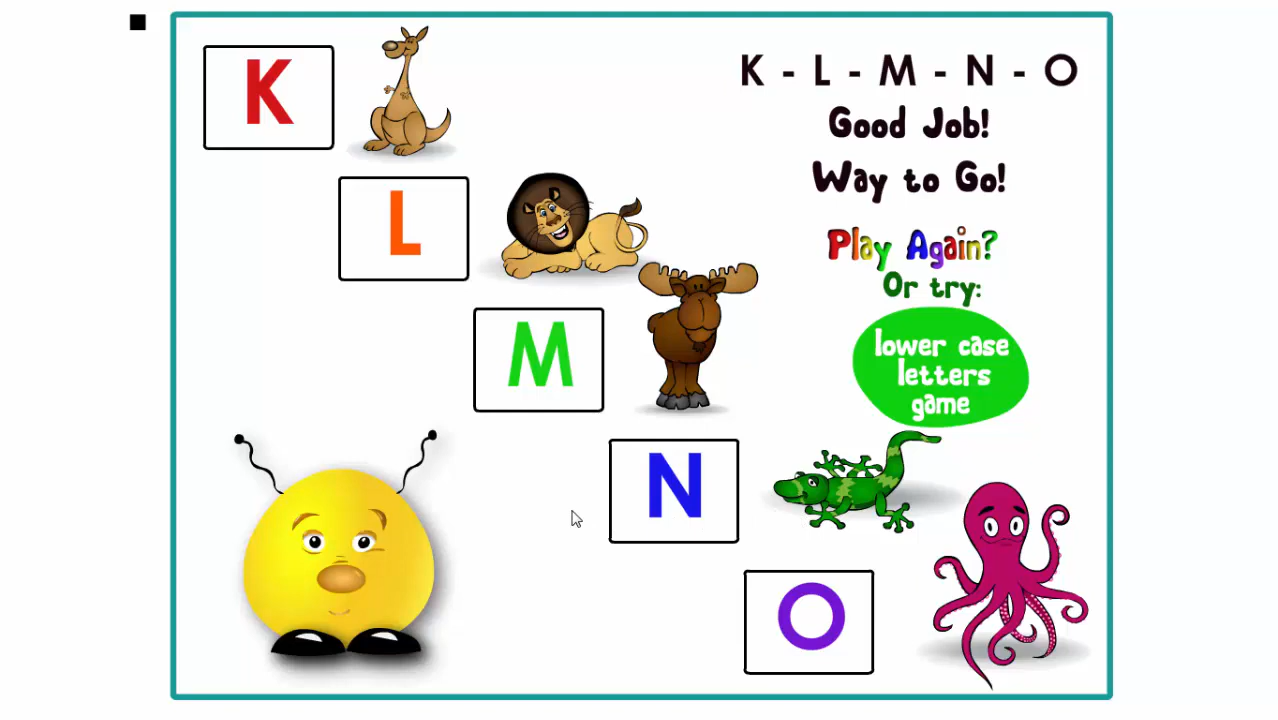 K
K - L - M - N - O
Good Job!
Way to Go!
L
Play Again?
Or try:
M
lower case
letters
game
N
O